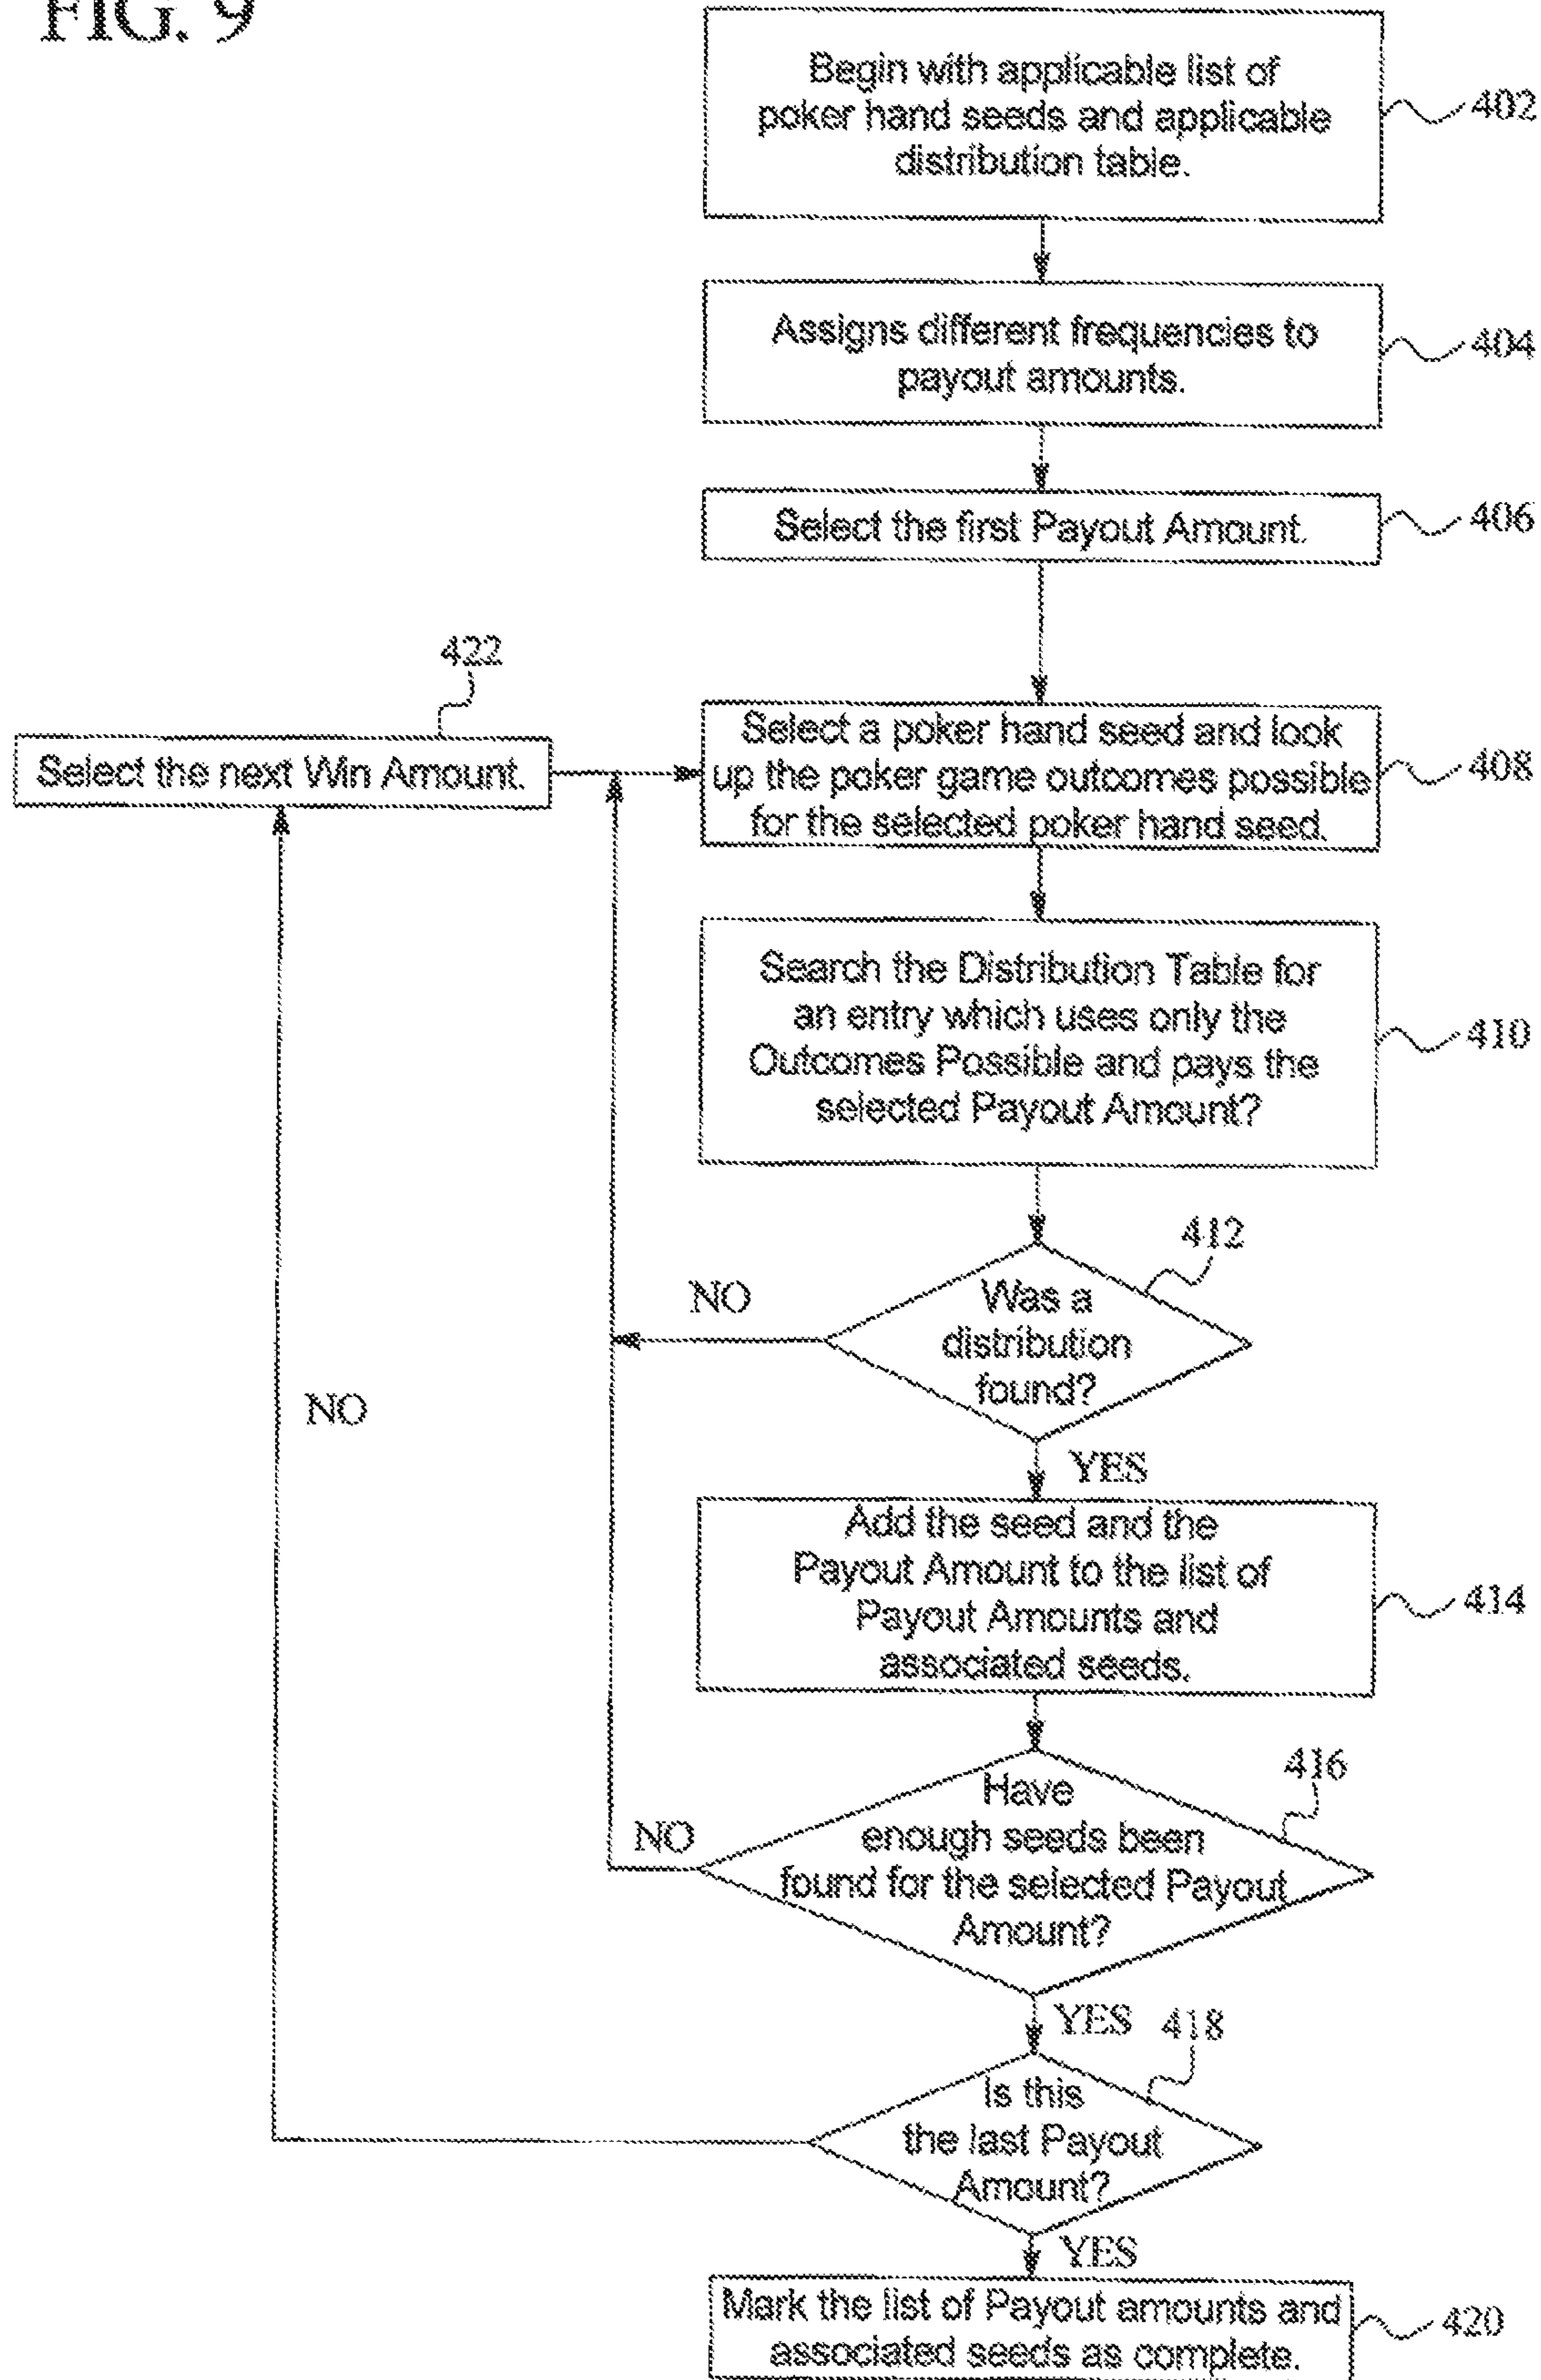 FIG. 9
Begin with applicable list of
poker hand seeds and applicable
distribution table.
402
Assigns different frequencies to
payout amounts.
404
Select the first Payout Amount.
406
422
Select the next Win Amount.
Select a poker hand seed and look
up the poker game outcomes possible
for the selected poker hand seed.
408
Search the Distribution Table for
an entry which uses only the
Outcomes Possible and pays the
selected Payout Amount?
410
412
NO
Was a
distribution
found?
NO
YES
Add the seed and the
Payout Amount to the list of
Payout Amounts and
associated seeds.
414
416
Have
enough seeds been
found for the selected Payout
Amount?
NO
YES
418
Is this
the last Payout
Amount?
YES
Mark the list of Payout amounts and
associated seeds as complete.
420